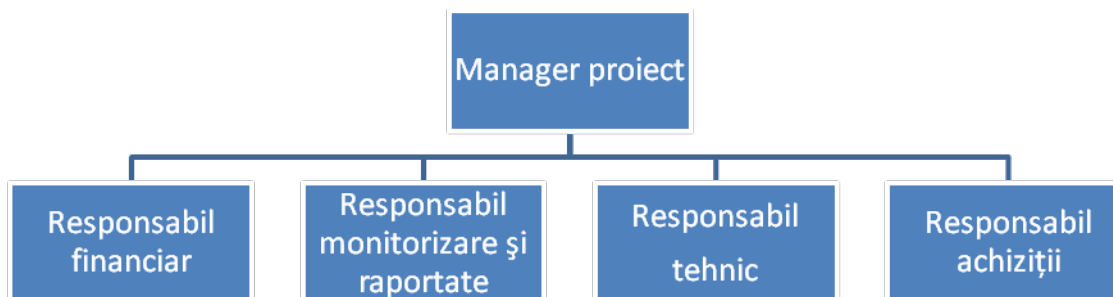 Manager proiect
Responsabil
financiar
Responsabil
monitorizare şi
raportate
Responsabil
tehnic
Responsabil
achiziții